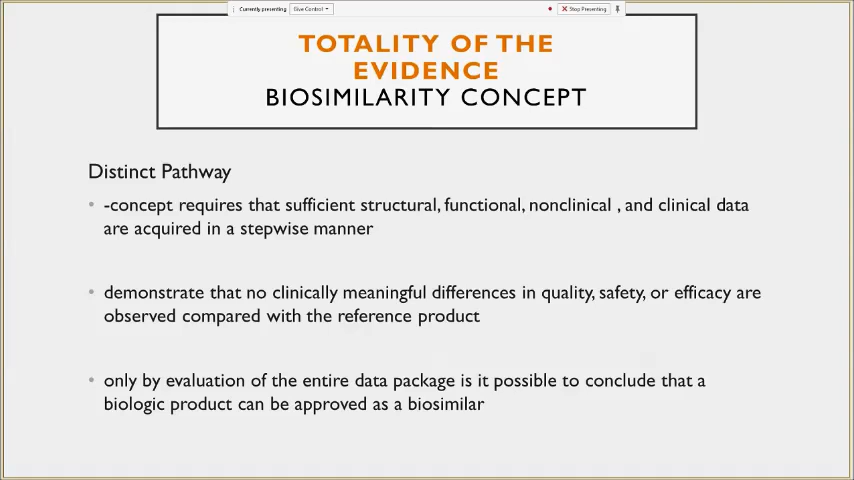 Currently presenting Give Control Stop Presenting
TOTALITY OF THE
EVIDENCE
BIOSIMILARITY CONCEPT
Distinct Pathway
• -concept requires that sufficient structural, functional, nonclinical , and clinical data
are acquired in a stepwise manner
• demonstrate that no clinically meaningful differences in quality, safety, or efficacy are
observed compared with the reference product
• only by evaluation of the entire data package is it possible to conclude that a
biologic product can be approved as a biosimilar